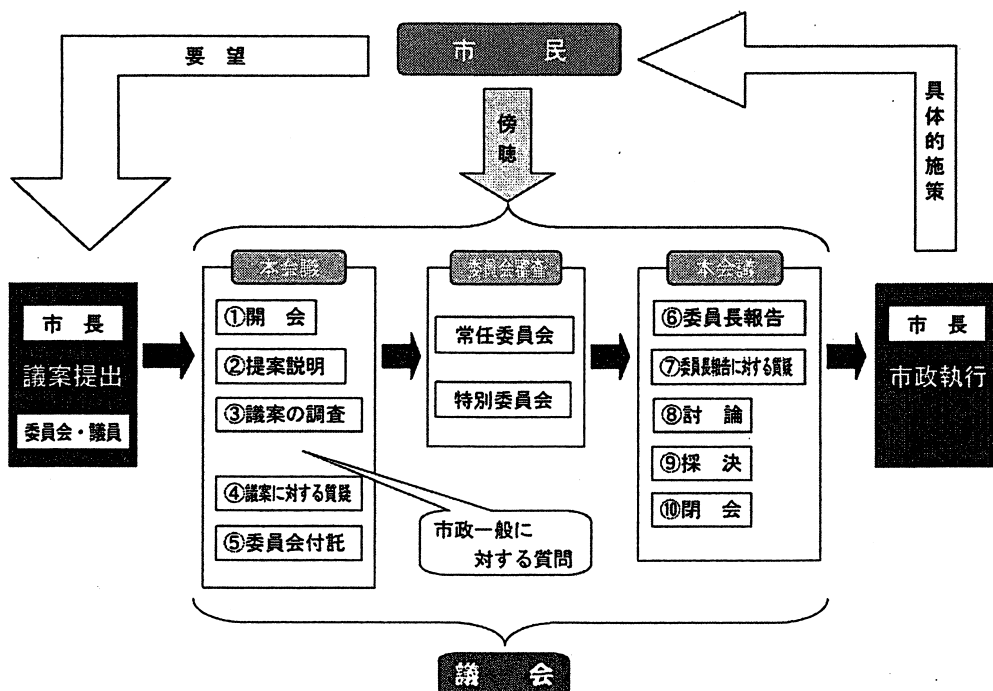 要 望
市 民
具体的施策
傍聴
本会議
委員会審査
本会議
市 長
議案提出
委員会・議員
①開 会
②提案説明
③議案の調査
④議案に対する質疑
⑤委員会付託
市政一般に
対する質問
常任委員会
特別委員会
⑥委員長報告
⑦委員長報告に対する質疑
⑧討 論
⑨採 決
⑩閉 会
市 長
市政執行
議 会